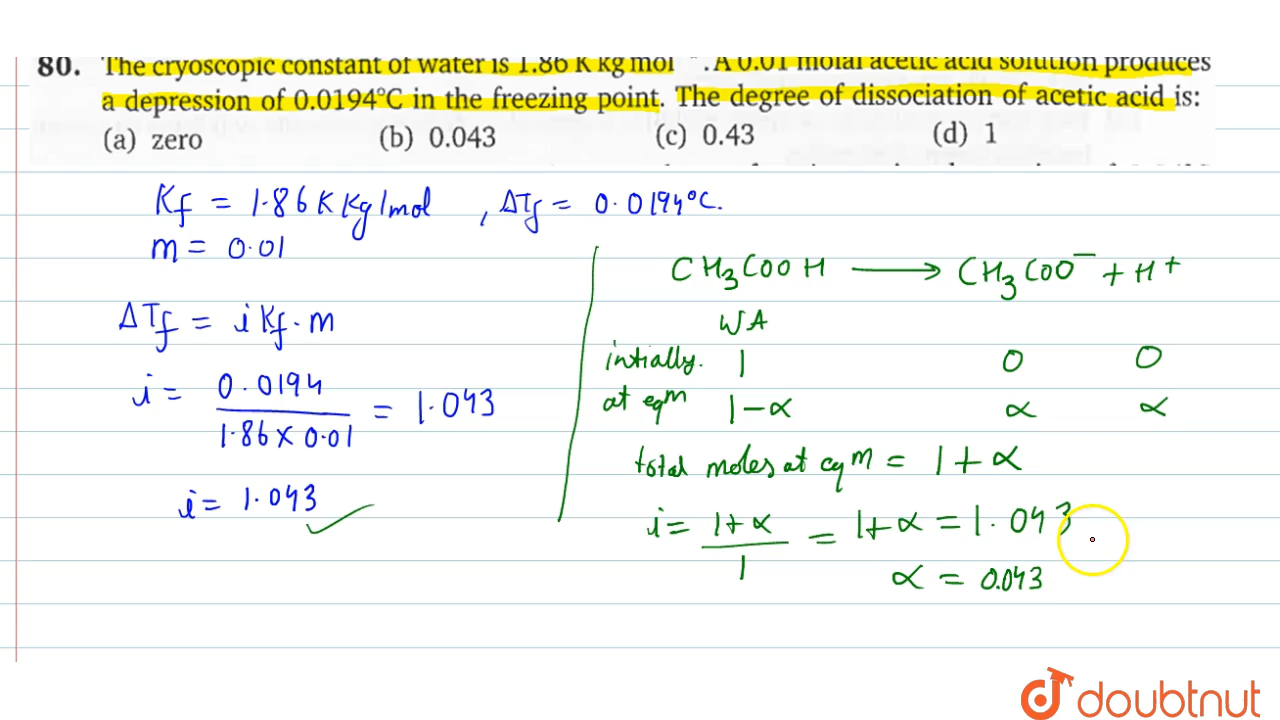 80. The cryoscopic constant of water is 1.86 K kg mol⁻ . A 0.01 molal acetic acid solution produces
a depression of 0.0194°C in the freezing point. The degree of dissociation of acetic acid is:
(a) zero (b) 0.043 (c) 0.43 (d) 1
Kf = 1.86 K Kg/mol , ΔTf = 0.0194°C.
m = 0.01
ΔTf = i Kf . m
i = 0.0194 / 1.86 × 0.01 = 1.043
i = 1.043
CH3COOH → CH3COO⁻ + H⁺
WA
intially. 1 0 0
at eqm 1-α α α
total moles at eqm = 1+α
i = 1+α / 1 = 1+α = 1.043
α = 0.043
doubtnut